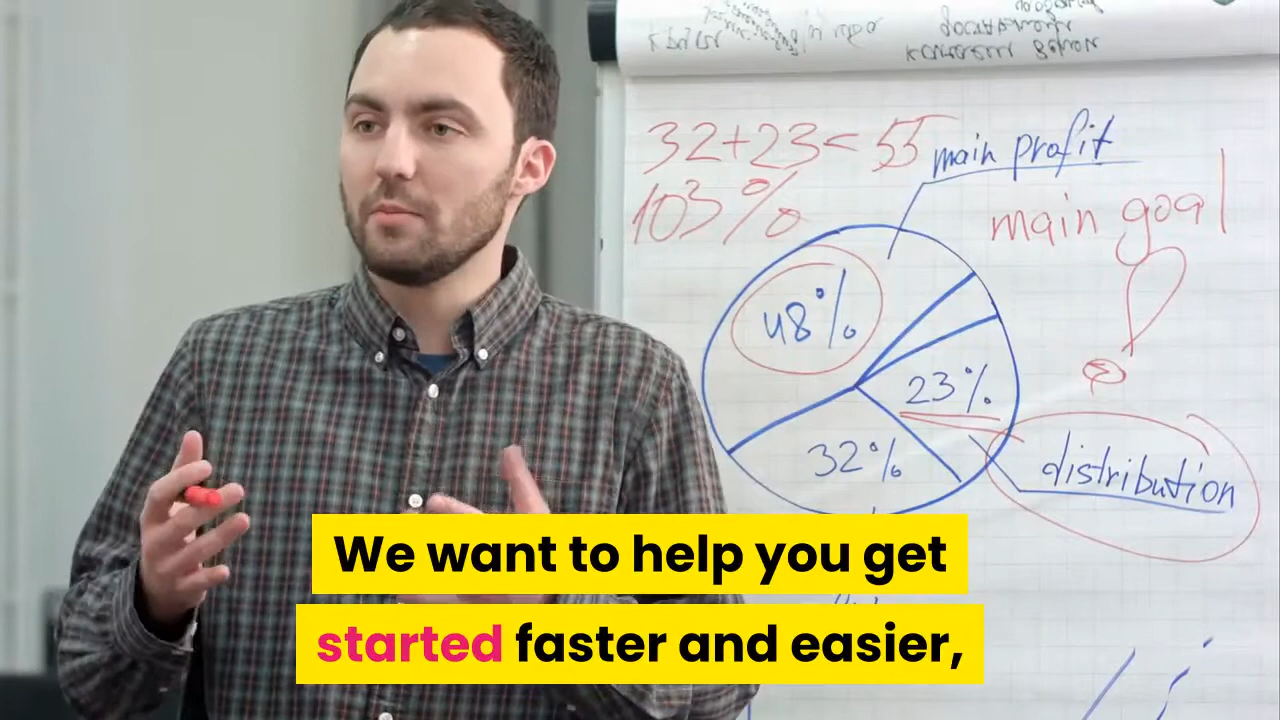 32+23= 55
main profit
103%
main goal
!
48%
23%
32%
distribution
We want to help you get
started faster and easier,